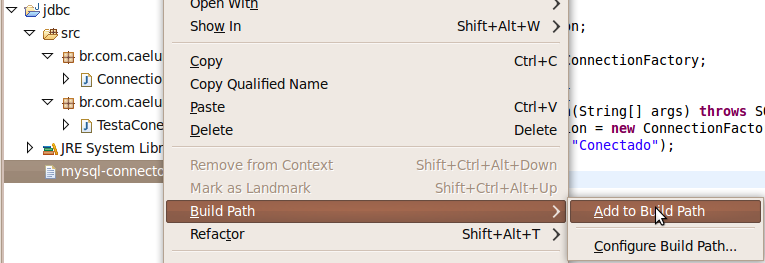 jdbc
src
br.com.caelu
Connectio
br.com.caelu
TestaCone
JRE System Libr
mysql-connecto
Open With
Show In Shift+Alt+W
Copy Ctrl+C
Copy Qualified Name
Paste Ctrl+V
Delete Delete
Remove from Context Shift+Ctrl+Alt+Down
Mark as Landmark Shift+Ctrl+Alt+Up
Build Path
Refactor Shift+Alt+T
Add to Build Path
Configure Build Path...
on;
ConnectionFactory;
(String[] args) throws SQ
ion = new ConnectionFacto
"Conectado");